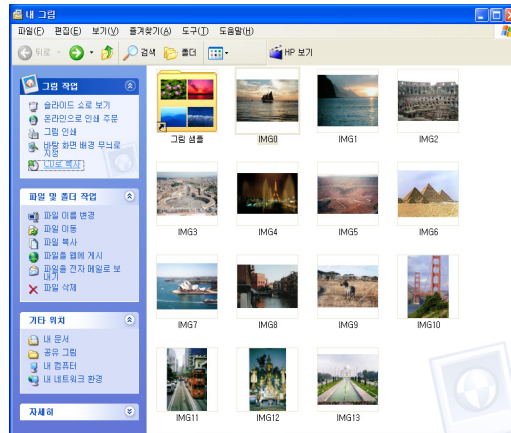 내 그림
파일(F) 편집(E) 보기(V) 즐겨찾기(A) 도구(T) 도움말(H)
뒤로 검색 폴더 HP 보기
그림 작업
슬라이드 쇼로 보기
온라인으로 인쇄 주문
그림 인쇄
바탕 화면 배경 무늬로
지정
CD로 복사
파일 및 폴더 작업
파일 이름 변경
파일 이동
파일 복사
파일을 웹에 게시
파일을 전자 메일로 보
내기
파일 삭제
기타 위치
내 문서
공유 그림
내 컴퓨터
내 네트워크 환경
자세히
그림 샘플 IMG0 IMG1 IMG2
IMG3 IMG4 IMG5 IMG6
IMG7 IMG8 IMG9 IMG10
IMG11 IMG12 IMG13